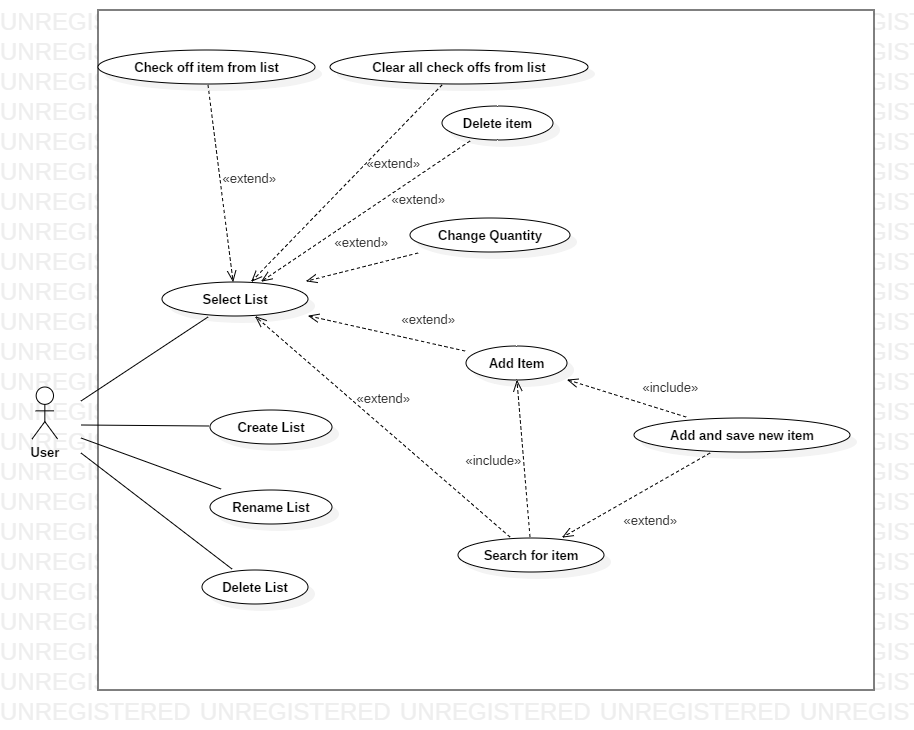 Check off item from list
Clear all check offs from list
Delete item
«extend»
«extend»
«extend»
Change Quantity
«extend»
Select List
«extend»
Add Item
«include»
«extend»
Create List
Add and save new item
User
«include»
Rename List
«extend»
Search for item
Delete List
UNREGISTERED UNREGISTERED UNREGISTERED UNREGISTERED UNREGIST